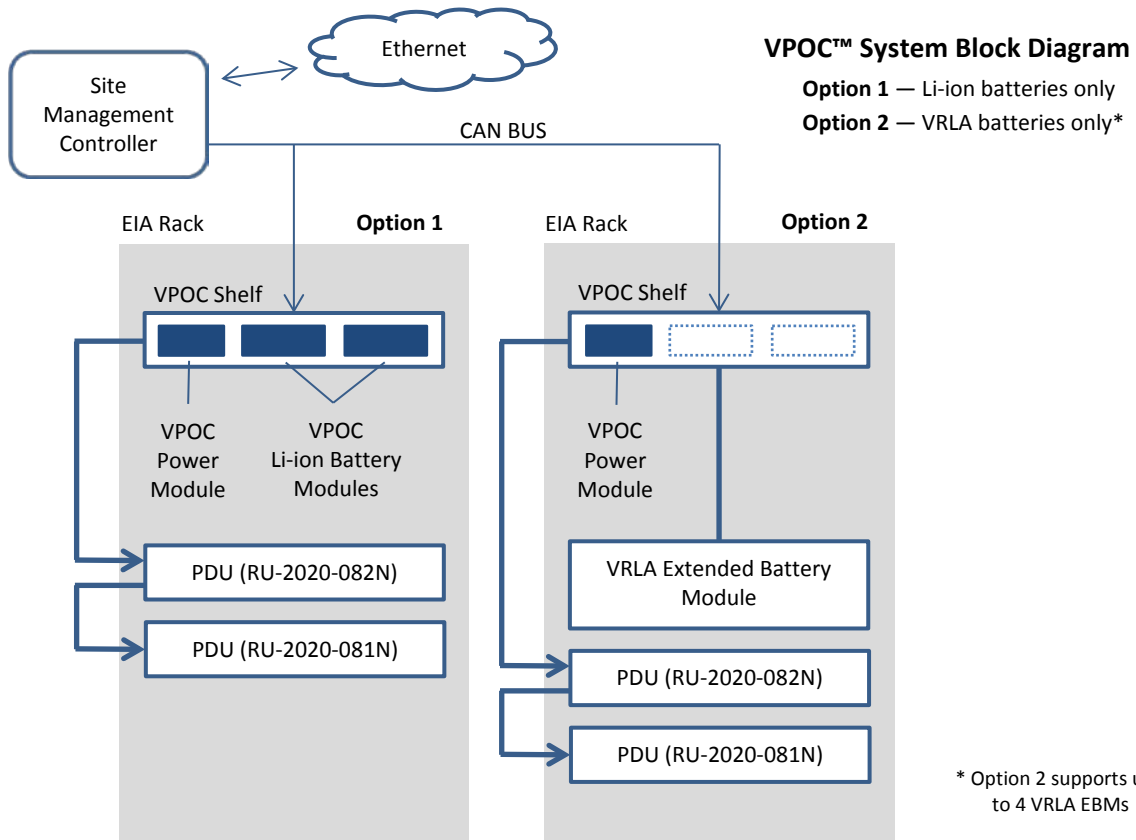 VPOC™ System Block Diagram
Option 1 — Li-ion batteries only
Option 2 — VRLA batteries only*
Ethernet
Site
Management
Controller
CAN BUS
EIA Rack
Option 1
VPOC Shelf
VPOC
Power
Module
VPOC
Li-ion Battery
Modules
PDU (RU-2020-082N)
PDU (RU-2020-081N)
EIA Rack
Option 2
VPOC Shelf
VPOC
Power
Module
VRLA Extended Battery
Module
PDU (RU-2020-082N)
PDU (RU-2020-081N)
* Option 2 supports
to 4 VRLA EBMs